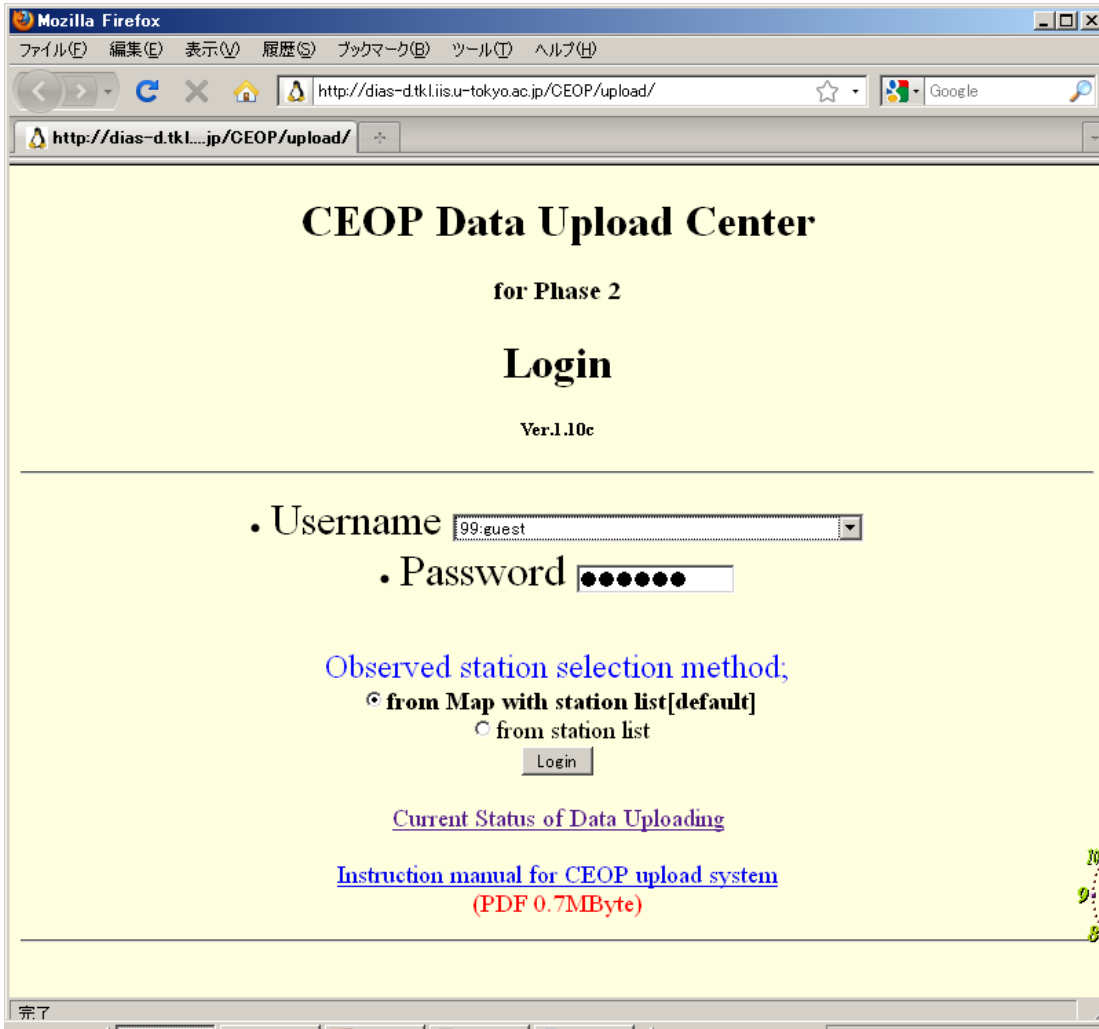 Mozilla Firefox
ファイル(F) 編集(E) 表示(V) 履歴(S) ブックマーク(B) ツール(T) ヘルプ(H)
http://dias-d.tkl.iis.u-tokyo.ac.jp/CEOP/upload/ Google
http://dias-d.tkl....jp/CEOP/upload/
CEOP Data Upload Center
for Phase 2
Login
Ver.1.10c
• Username 99:guest
• Password ●●●●●●
Observed station selection method;
from Map with station list[default]
from station list
Login
Current Status of Data Uploading
Instruction manual for CEOP upload system
(PDF 0.7MByte)
10
9
8
完了